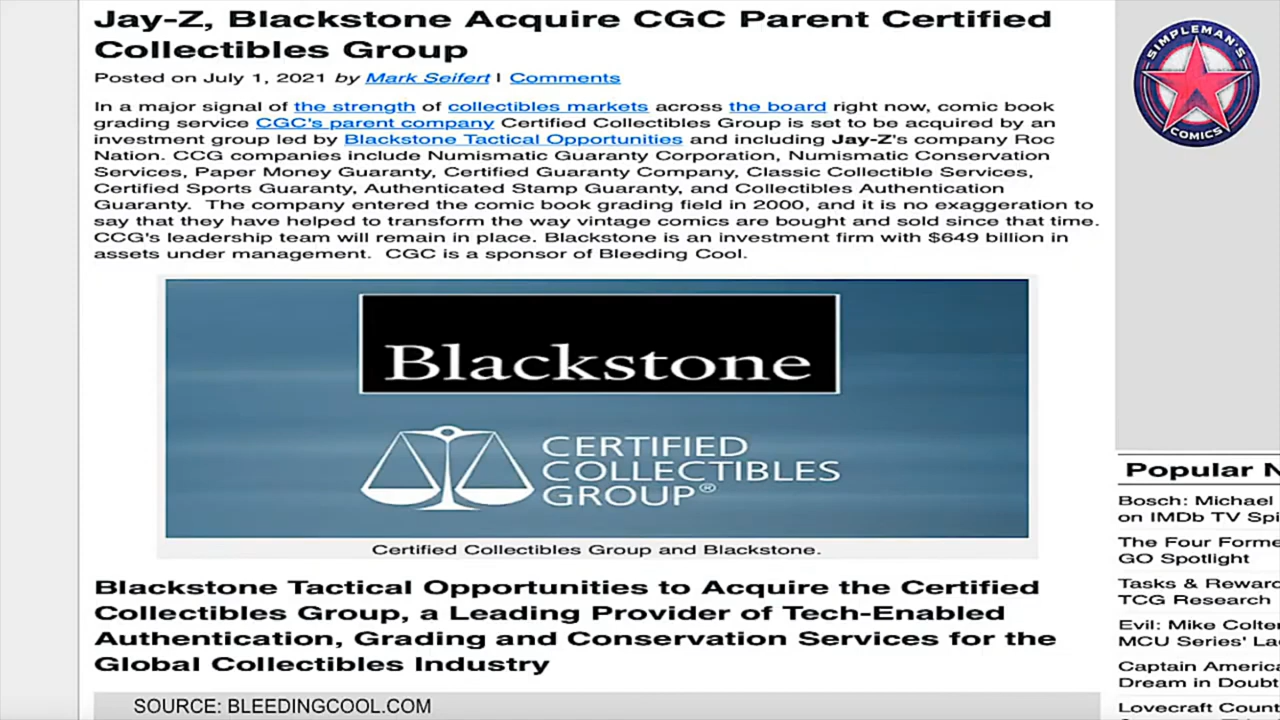 Jay-Z, Blackstone Acquire CGC Parent Certified
Collectibles Group
Posted on July 1, 2021 by Mark Seifert | Comments
In a major signal of the strength of collectibles markets across the board right now, comic book
grading service CGC's parent company Certified Collectibles Group is set to be acquired by an
investment group led by Blackstone Tactical Opportunities and including Jay-Z's company Roc
Nation. CCG companies include Numismatic Guaranty Corporation, Numismatic Conservation
Services, Paper Money Guaranty, Certified Guaranty Company, Classic Collectible Services,
Certified Sports Guaranty, Authenticated Stamp Guaranty, and Collectibles Authentication
Guaranty. The company entered the comic book grading field in 2000, and it is no exaggeration to
say that they have helped to transform the way vintage comics are bought and sold since that time.
CCG's leadership team will remain in place. Blackstone is an investment firm with $649 billion in
assets under management. CGC is a sponsor of Bleeding Cool.
Blackstone
CERTIFIED
COLLECTIBLES
GROUP®
Certified Collectibles Group and Blackstone.
Blackstone Tactical Opportunities to Acquire the Certified
Collectibles Group, a Leading Provider of Tech-Enabled
Authentication, Grading and Conservation Services for the
Global Collectibles Industry
SOURCE: BLEEDINGCOOL.COM
SIMPLEMAN'S
COMICS
Popular N
Bosch: Michael
on IMDb TV Spi
The Four Forme
GO Spotlight
Tasks & Reward
TCG Research
Evil: Mike Colter
MCU Series' La
Captain America
Dream in Doubt
Lovecraft Count